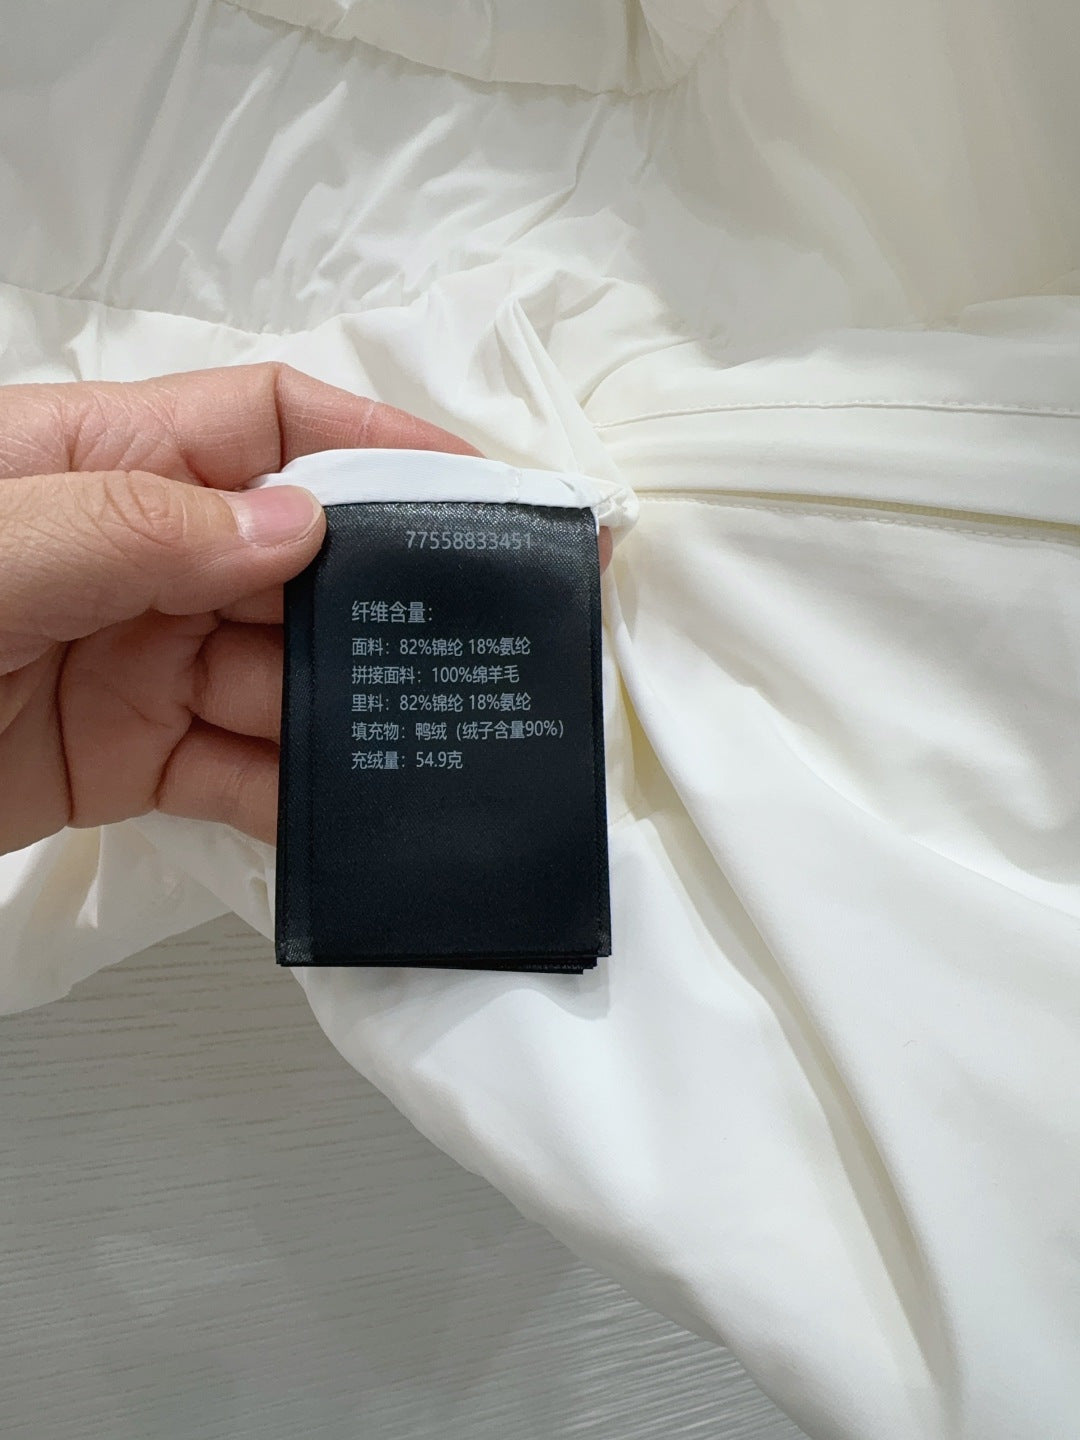 77558833451
纤维含量：
面料：82%锦纶 18%氨纶
拼接面料：100%绵羊毛
里料：82%锦纶 18%氨纶
填充物：鸭绒（绒子含量90%）
充绒量：54.9克